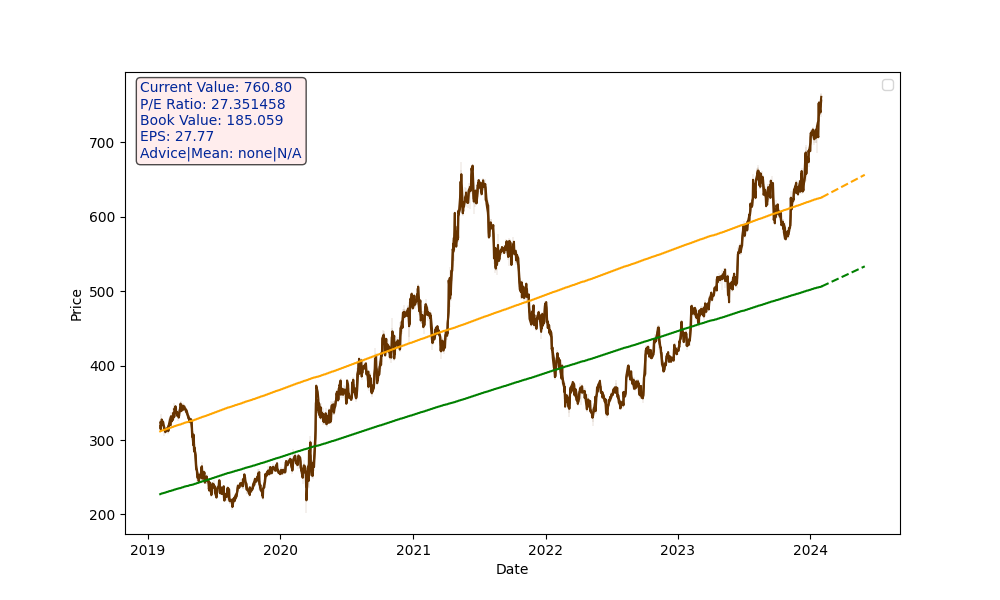 Current Value: 760.80
P/E Ratio: 27.351458
Book Value: 185.059
EPS: 27.77
Advice|Mean: none|N/A
700
600
500
400
300
200
Price
2019 2020 2021 2022 2023 2024
Date